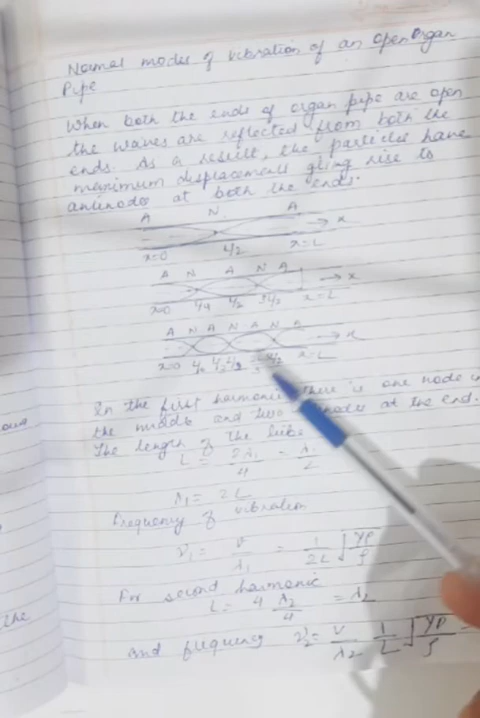 Normal modes of vibration of an open organ
Pipe
When both the ends of organ pipe are open
the waves are reflected from both the
ends. As a result, the particles have
maximum displacements giving rise to
antinodes at both the ends.
A N A
→ x
x=0 L/2 x=L
A N A N A
→ x
x=0 L/4 L/2 3L/2 x=L
A N A N A N A
→ x
x=0 x=L
In the first harmonic there is one node in
the middle and two at the end.
The length of the tube
L = 2λ₁/4 = λ₁/2
λ₁ = 2L
Frequency of vibration
ν₁ = v/λ₁ = 1/2L √γP/ρ
For second harmonic
L = 4 λ₂/4 = λ₂
And frequency ν₂ = v/λ₂ 1/L √γP/ρ =
the